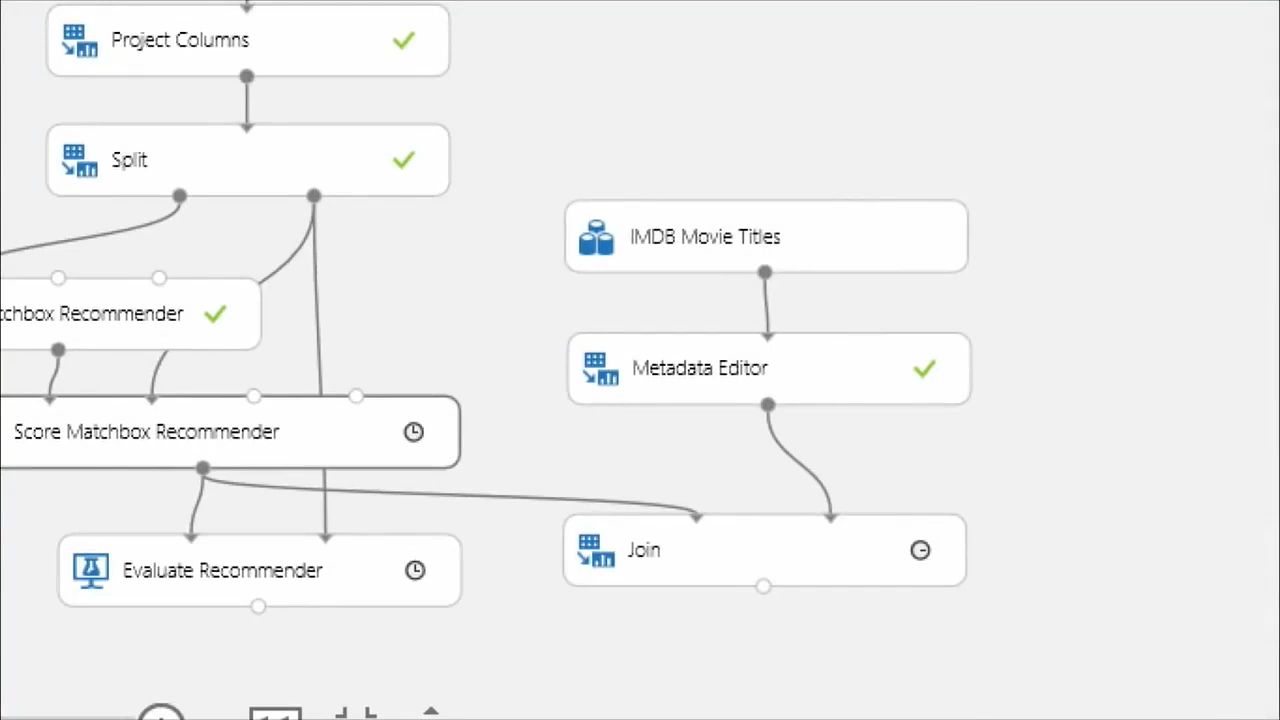 Project Columns
Split
IMDB Movie Titles
tchbox Recommender
Metadata Editor
Score Matchbox Recommender
Join
Evaluate Recommender